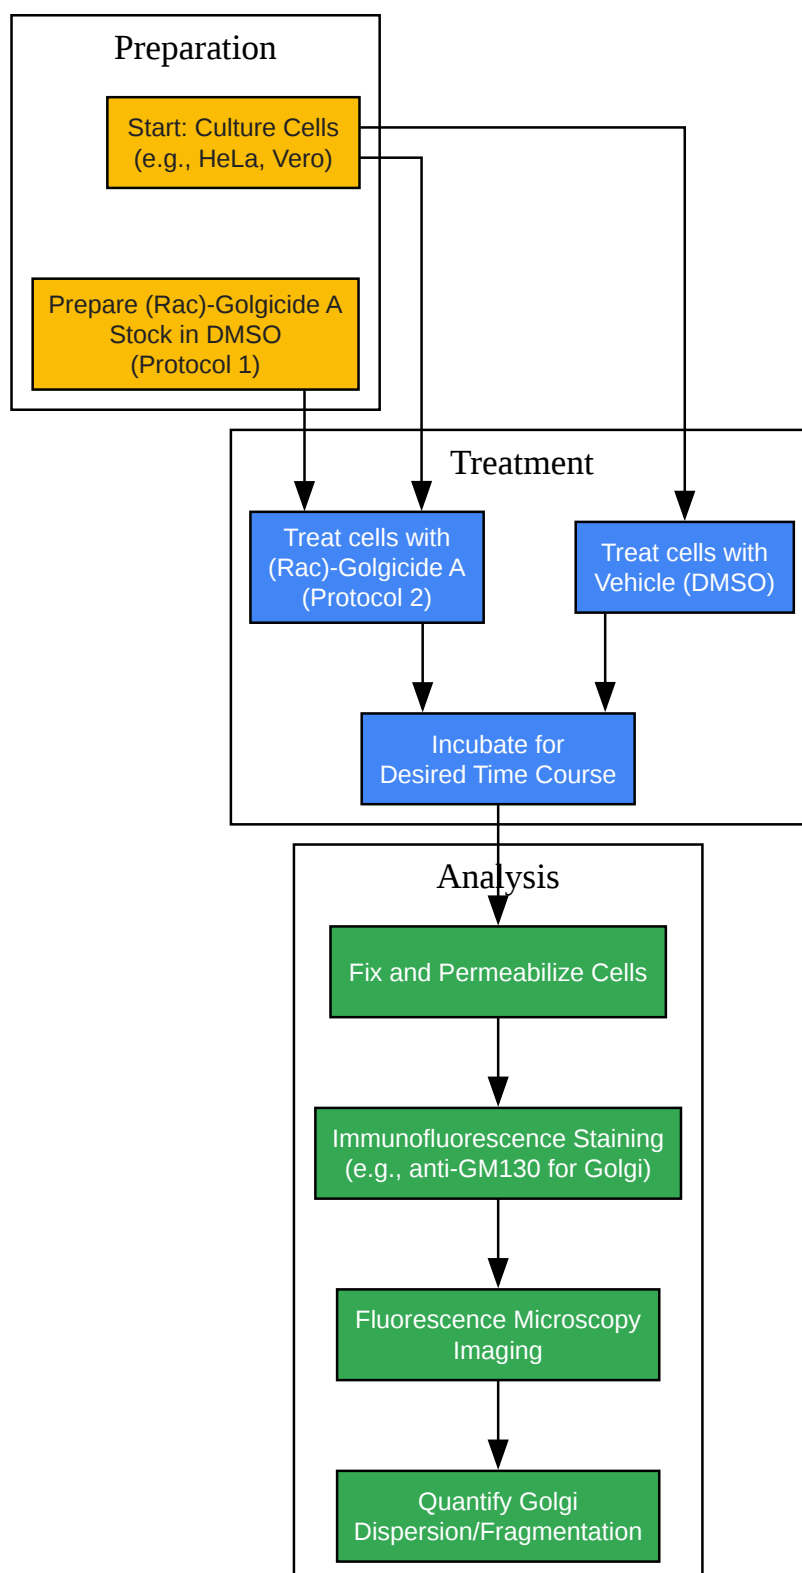 Preparation
Start: Culture Cells
(e.g., HeLa, Vero)
Prepare (Rac)-Golgicide A
Stock in DMSO
(Protocol 1)
Treatment
Treat cells with
(Rac)-Golgicide A
(Protocol 2)
Treat cells with
Vehicle (DMSO)
Incubate for
Desired Time Course
Analysis
Fix and Permeabilize Cells
Immunofluorescence Staining
(e.g., anti-GM130 for Golgi)
Fluorescence Microscopy
Imaging
Quantify Golgi
Dispersion/Fragmentation